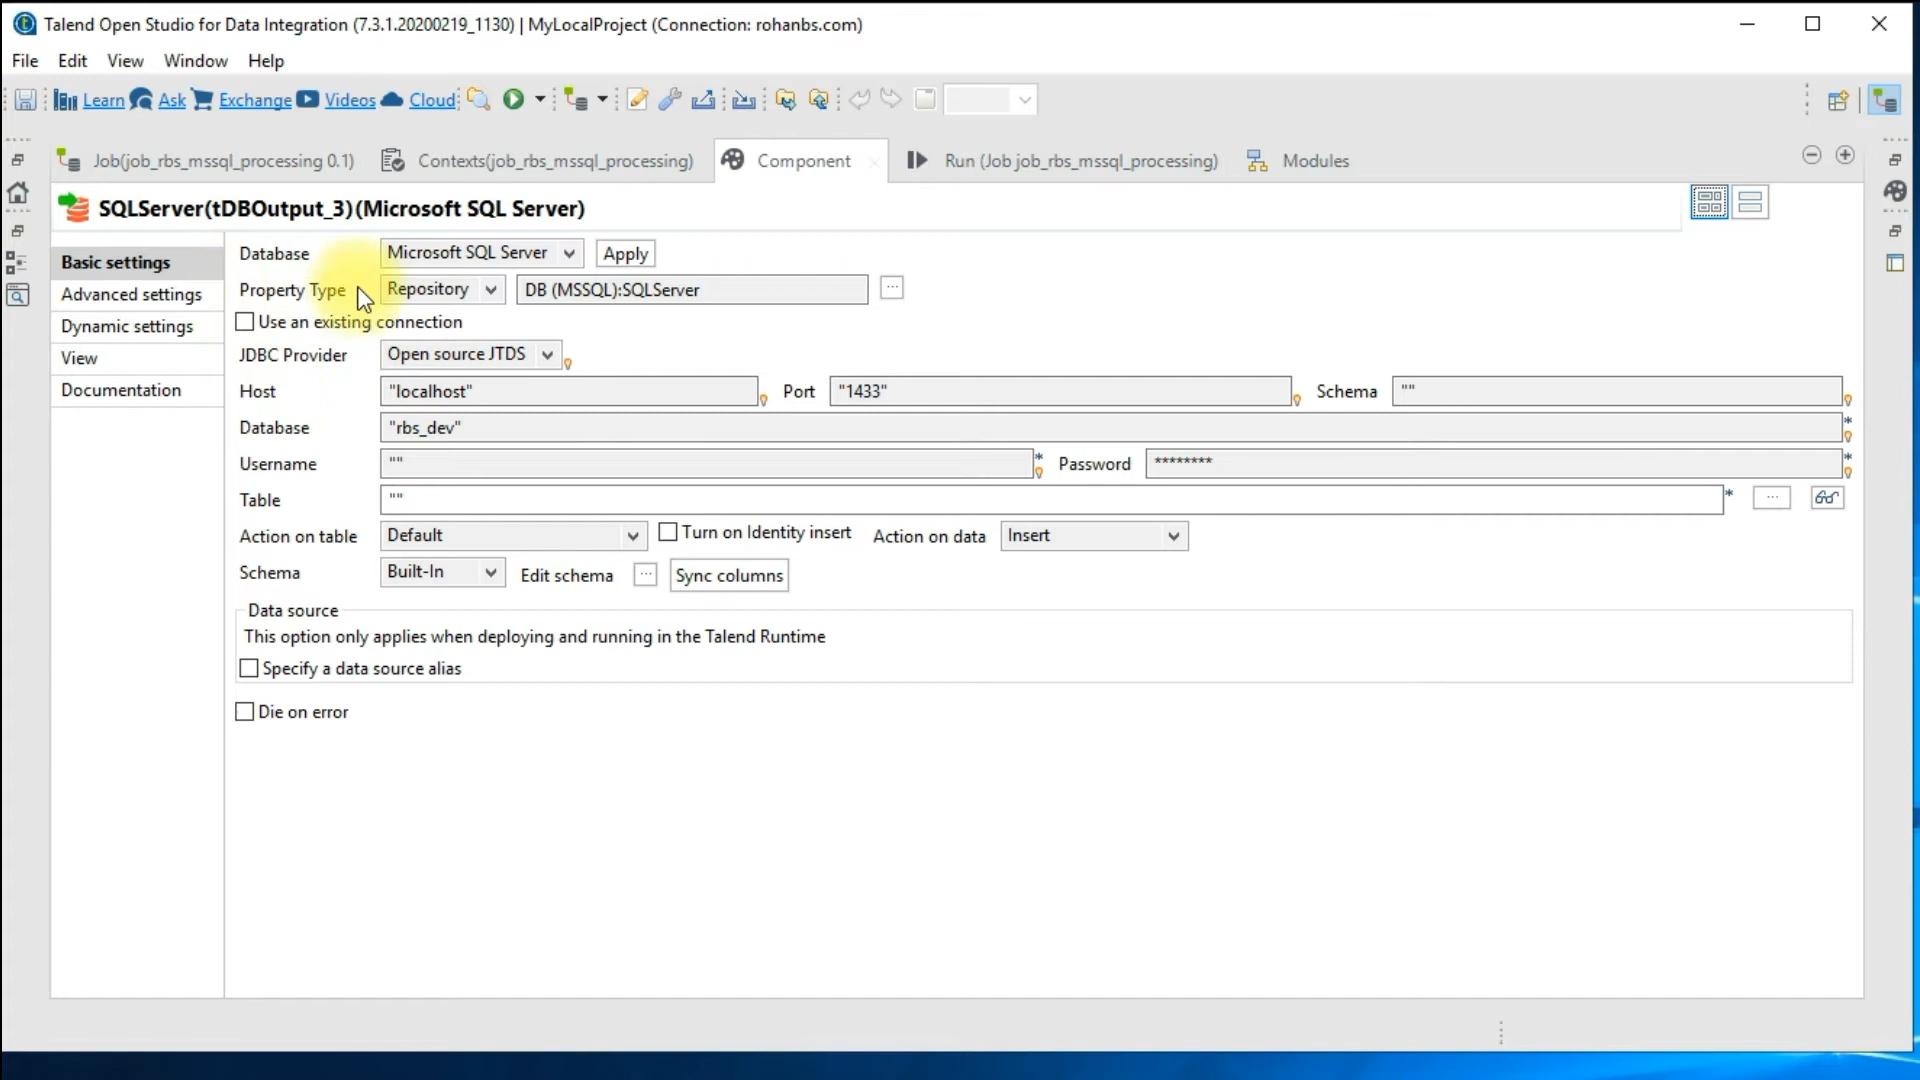 Talend Open Studio for Data Integration (7.3.1.20200219_1130) | MyLocalProject (Connection: rohanbs.com)
File Edit View Window Help
Learn Ask Exchange Videos Cloud
Job(job_rbs_mssql_processing 0.1) Contexts(job_rbs_mssql_processing) Component Run (Job job_rbs_mssql_processing) Modules
SQLServer(tDBOutput_3)(Microsoft SQL Server)
Basic settings
Advanced settings
Dynamic settings
View
Documentation
Database Microsoft SQL Server Apply
Property Type Repository DB (MSSQL):SQLServer ...
Use an existing connection
JDBC Provider Open source JTDS
Host "localhost" Port "1433" Schema ""
Database "rbs_dev" *
Username "" * Password ******** *
Table "" * ...
Action on table Default Turn on Identity insert Action on data Insert
Schema Built-In Edit schema ... Sync columns
Data source
This option only applies when deploying and running in the Talend Runtime
Specify a data source alias
Die on error